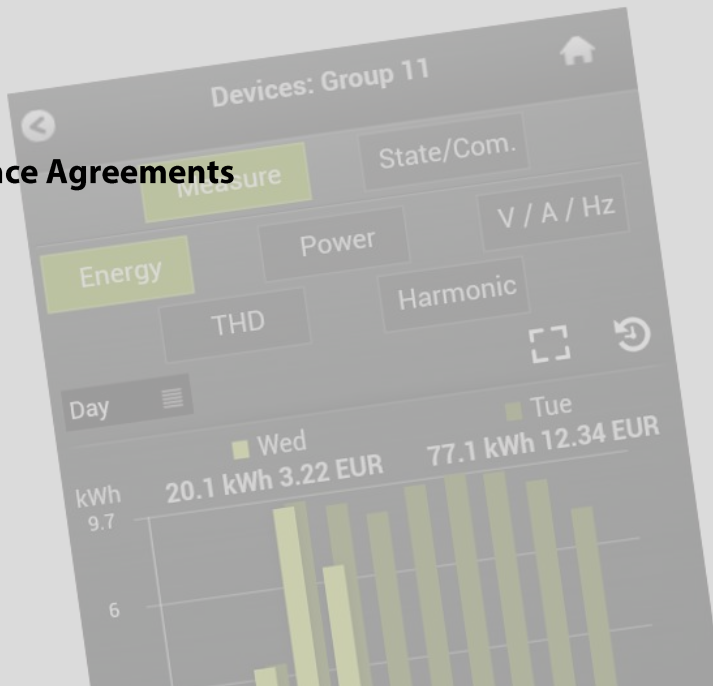 Devices: Group 11
nce Agreements
Measure
State/Com.
Energy
Power
V / A / Hz
THD
Harmonic
Day
Wed
Tue
20.1 kWh 3.22 EUR
77.1 kWh 12.34 EUR
kWh
9.7
6